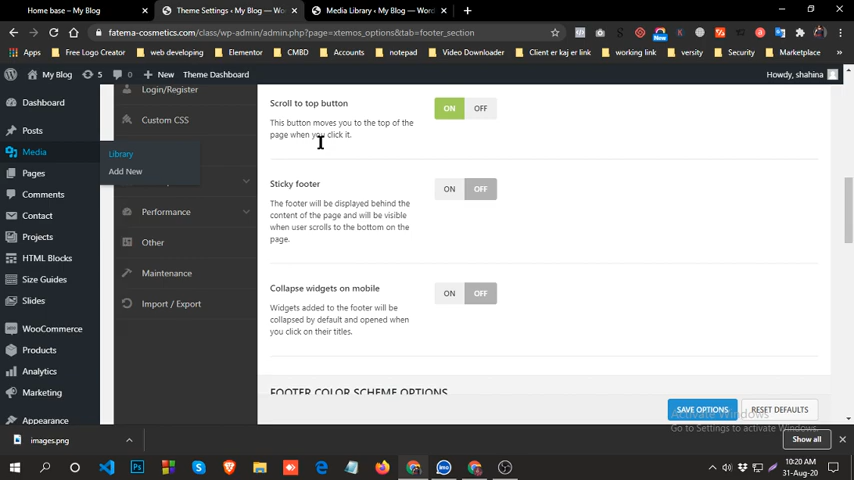 Home base – My Blog
Theme Settings ‹ My Blog — Wor
Media Library ‹ My Blog — Word
fatema-cosmetics.com/class/wp-admin/admin.php?page=xtemos_options&tab=footer_section
Apps
Free Logo Creator
web developing
Elementor
CMBD
Accounts
notepad
Video Downloader
Client er kaj er link
working link
versity
Security
Marketplace
My Blog
5
0
New
Theme Dashboard
Howdy, shahina
Dashboard
Posts
Media
Pages
Comments
Contact
Projects
HTML Blocks
Size Guides
Slides
WooCommerce
Products
Analytics
Marketing
Appearance
Library
Add New
Login/Register
Custom CSS
Performance
Other
Maintenance
Import / Export
Scroll to top button
This button moves you to the top of the
page when you click it.
ON OFF
Sticky footer
The footer will be displayed behind the
content of the page and will be visible
when user scrolls to the bottom on the
page.
ON OFF
Collapse widgets on mobile
Widgets added to the footer will be
collapsed by default and opened when
you click on their titles.
ON OFF
FOOTER COLOR SCHEME OPTIONS
SAVE OPTIONS
RESET DEFAULTS
Activate Windows
Go to Settings to activate Windows.
images.png
Show all
10:20 AM
31-Aug-20